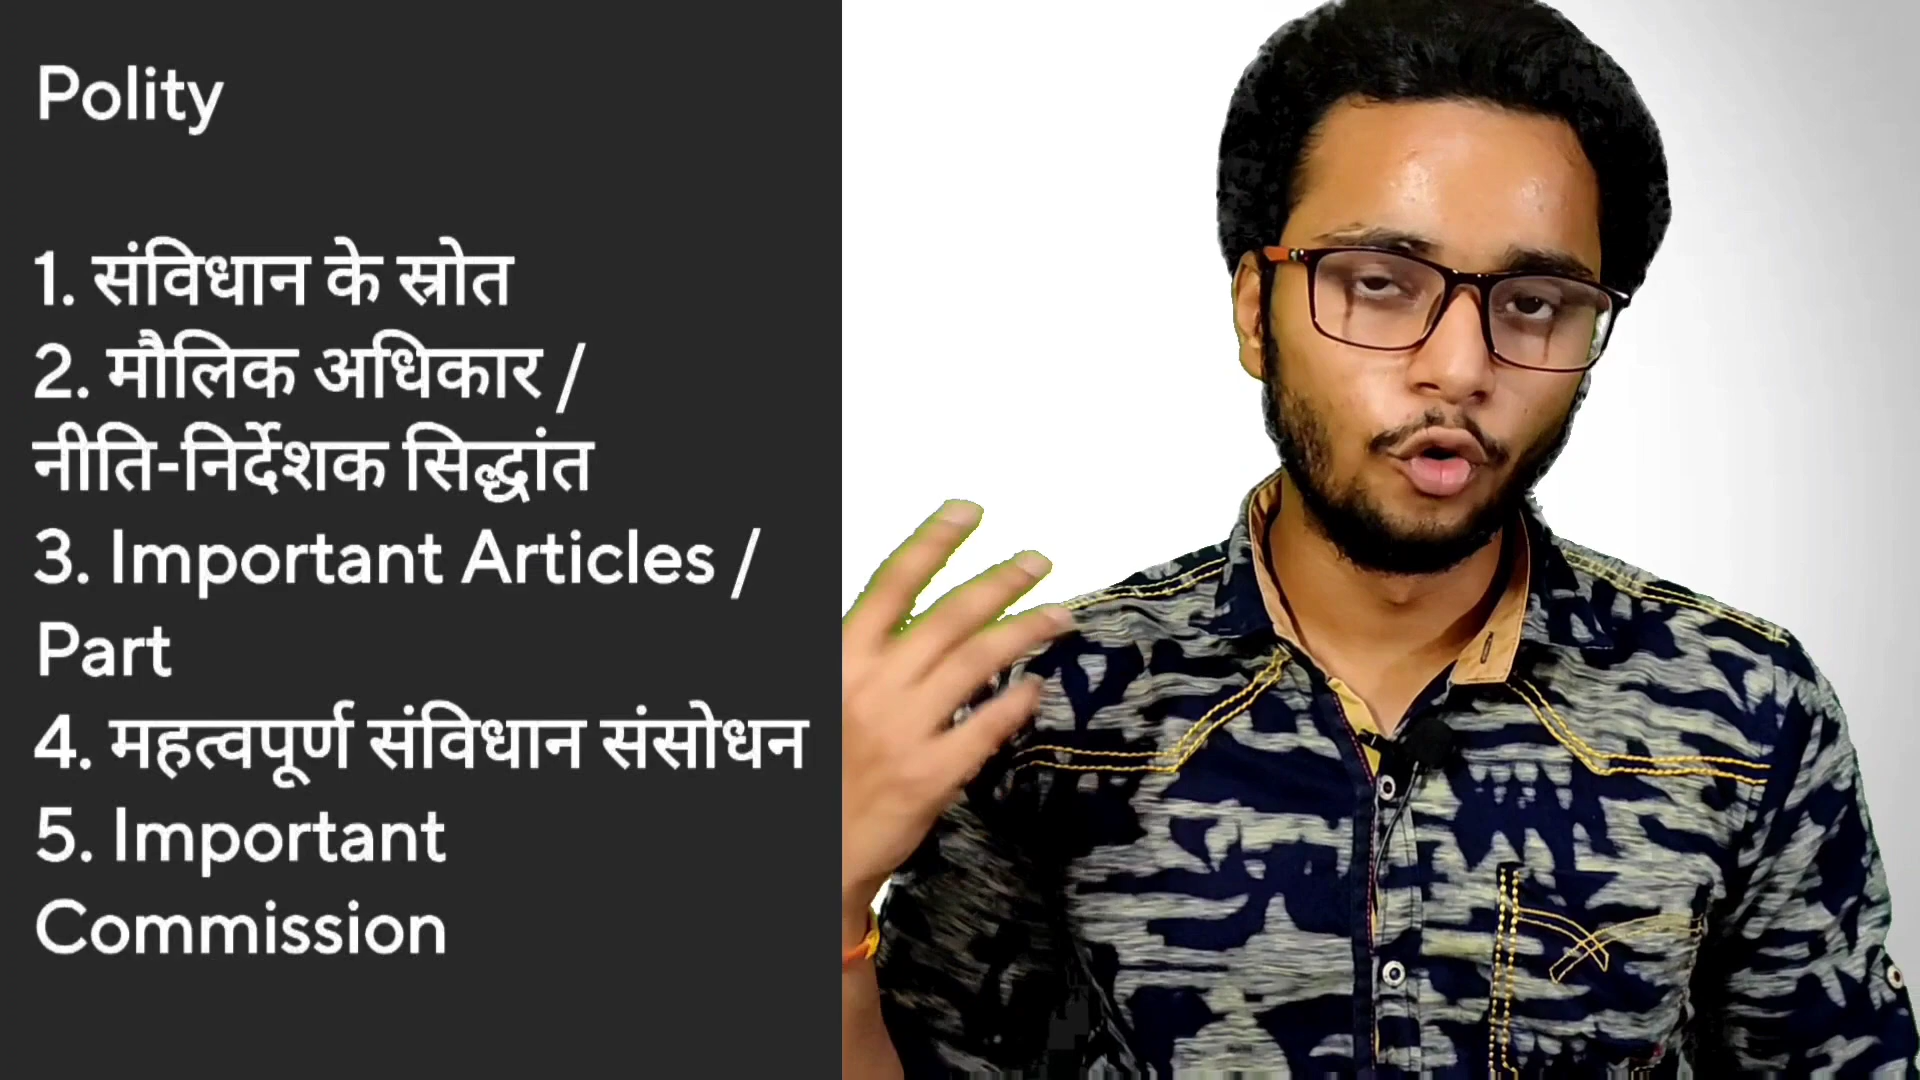 Polity
1. संविधान के स्रोत
2. मौलिक अधिकार /
नीति-निर्देशक सिद्धांत
3. Important Articles /
Part
4. महत्वपूर्ण संविधान संसोधन
5. Important
Commission